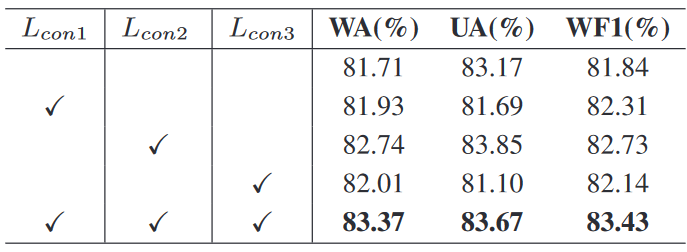 Lcon1 Lcon2 Lcon3 WA(%) UA(%) WF1(%)
81.71 83.17 81.84
✓ 81.93 81.69 82.31
✓ 82.74 83.85 82.73
✓ 82.01 81.10 82.14
✓ ✓ ✓ 83.37 83.67 83.43